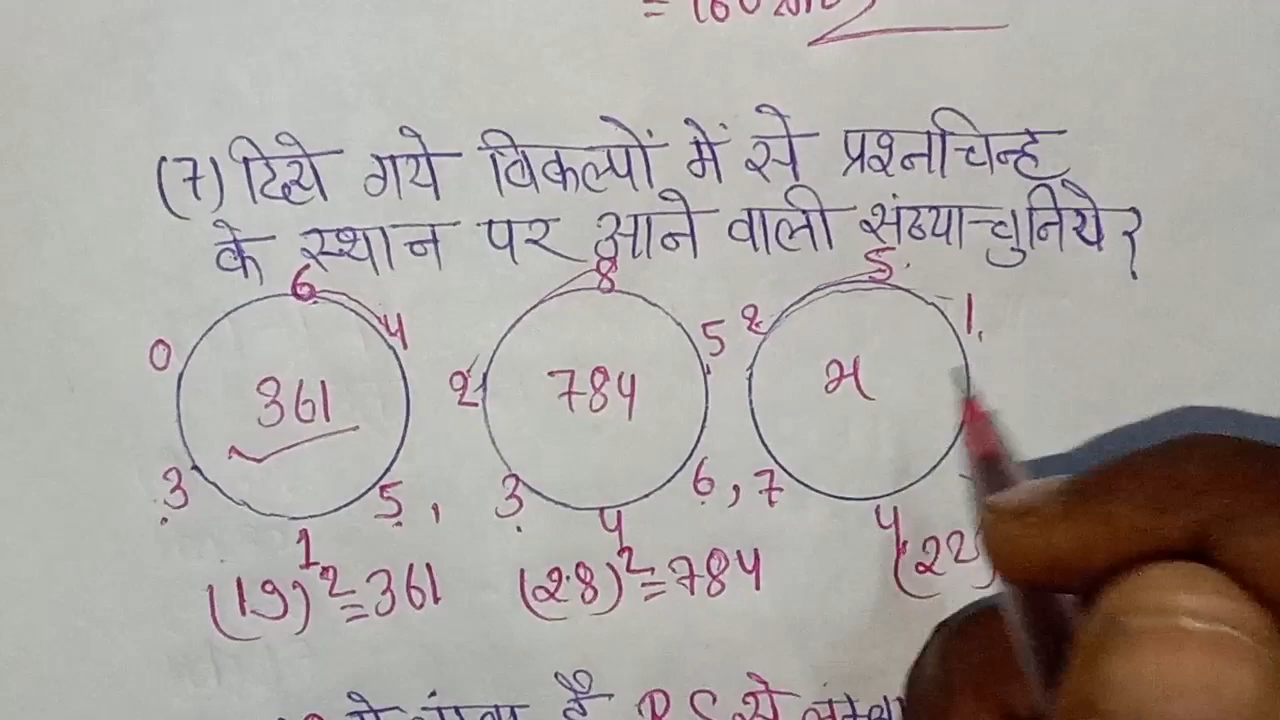 (7) दिये गये विकल्पों में से प्रश्नचिन्ह
के स्थान पर आने वाली संख्या चुनिये?
6 8 5.
0 4 2 5 2 1.
361 784
3 5, 3 6, 7
1 4 4
(19)²=361 (28)²=784 (22)